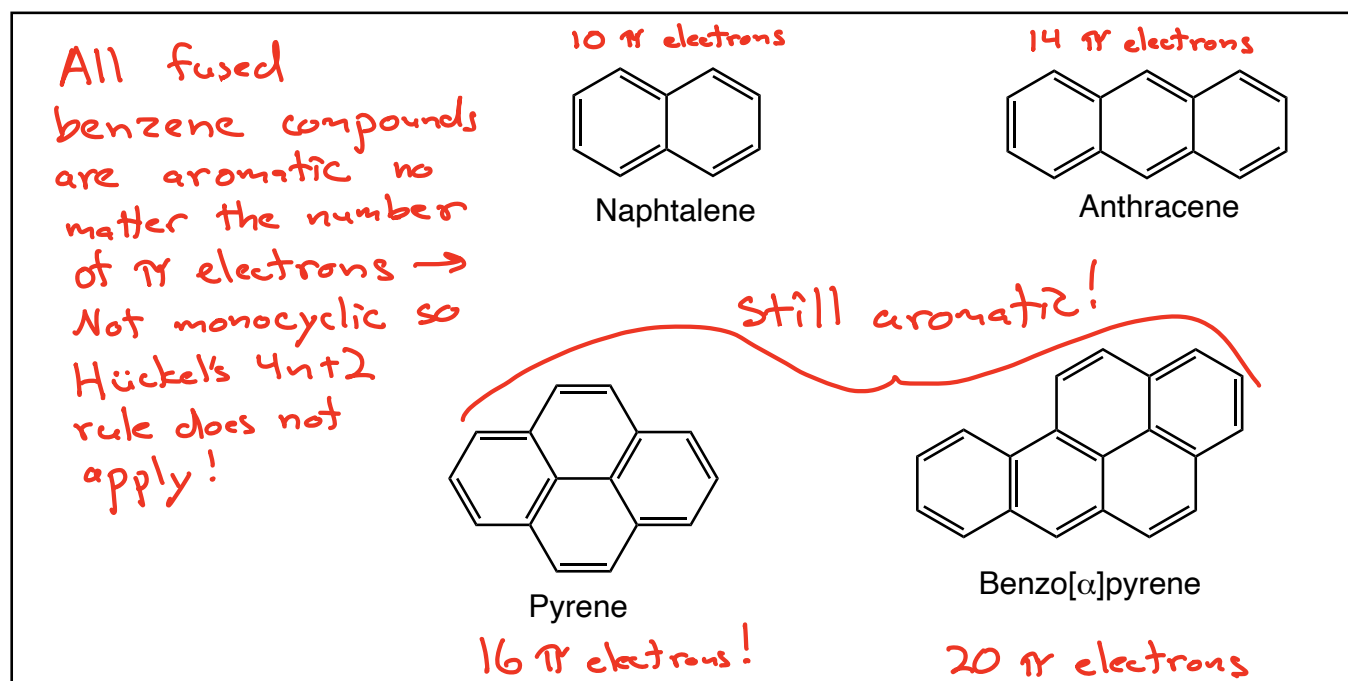 10 π electrons
14 π electrons
All fused
benzene compounds
are aromatic no
matter the number
of π electrons →
Not monocyclic so
Hückel's 4n+2
rule does not
apply!
Naphtalene
Anthracene
Still aromatic!
Pyrene
Benzo[α]pyrene
16 π electrons!
20 π electrons